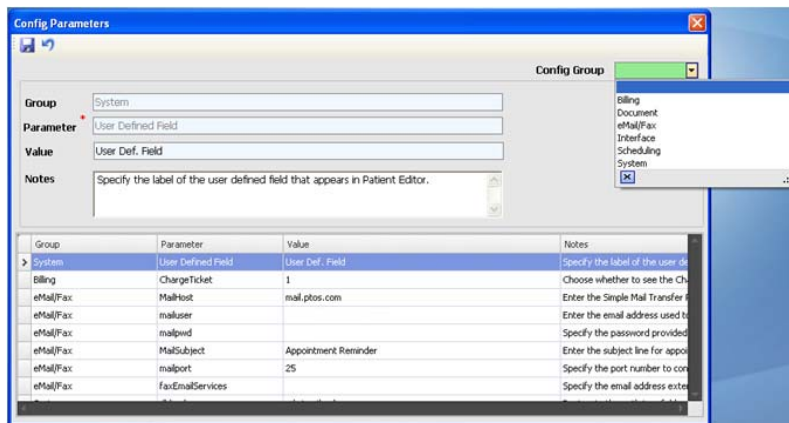 Config Parameters
Config Group
Billing
Document
eMail/Fax
Interface
Scheduling
System
Group System
Parameter * User Defined Field
Value User Def. Field
Notes Specify the label of the user defined field that appears in Patient Editor.
Group Parameter Value Notes
System User Defined Field User Def. Field Specify the label of the user de
Billing ChargeTicket 1 Choose whether to see the Ch
eMail/Fax MailHost mail.ptos.com Enter the Simple Mail Transfer
eMail/Fax mailuser Enter the email address used to
eMail/Fax mailpwd Specify the password provided
eMail/Fax MailSubject Appointment Reminder Enter the subject line for appoi
eMail/Fax mailport 25 Specify the port number to con
eMail/Fax faxEmailServices Specify the email address exter